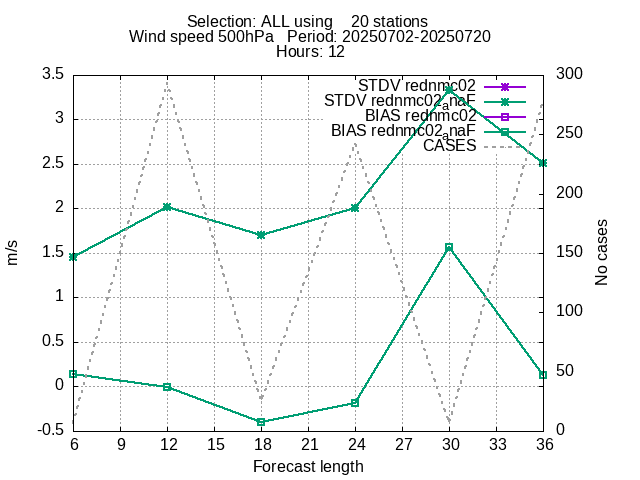 Selection: ALL using    20 stations
Wind speed 500hPa   Period: 20250702-20250720
Hours: 12
3.5
3
2.5
2
1.5
1
0.5
0
-0.5
300
250
200
150
100
50
0
STDV rednmc02
STDV rednmc02_anaF
BIAS rednmc02
BIAS rednmc02_anaF
CASES
m/s
No cases
6 9 12 15 18 21 24 27 30 33 36
Forecast length